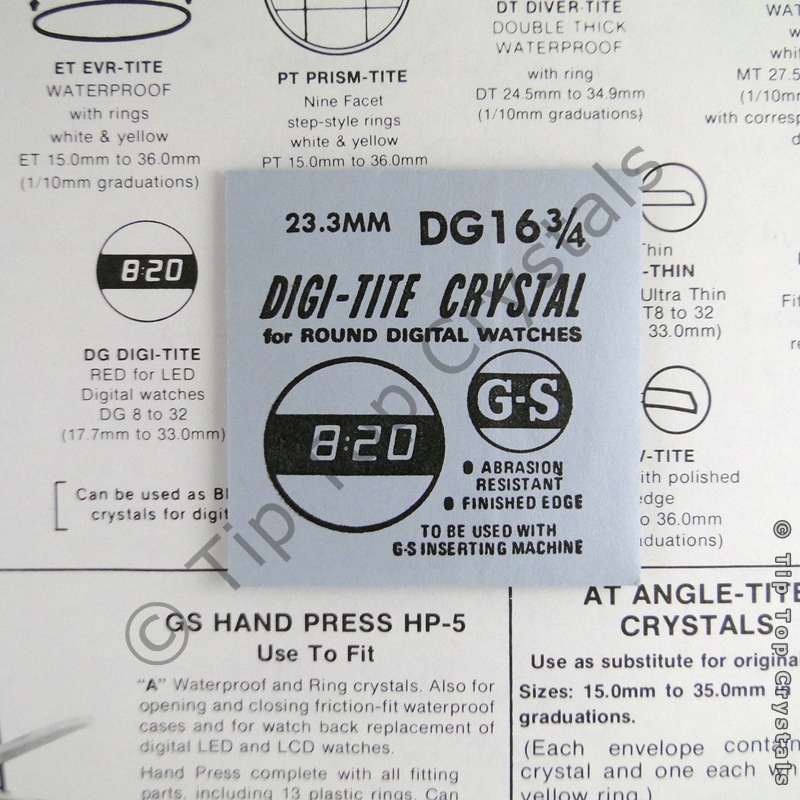 ET EVR-TITE
WATERPROOF
with rings
white & yellow
ET 15.0mm to 36.0mm
(1/10mm graduations)
PT PRISM-TITE
Nine Facet
step-style rings
white & yellow
PT 15.0mm to 36.0mm
DT DIVER-TITE
DOUBLE THICK
WATERPROOF
with ring
DT 24.5mm to 34.9mm
(1/10mm graduations)
MT 27.5
(1/10m
with corresp
8:20
DG DIGI-TITE
RED for LED
Digital watches
DG 8 to 32
(17.7mm to 33.0mm)
Can be used as Bl
crystals for digit
23.3MM DG16¾
DIGI-TITE CRYSTAL
for ROUND DIGITAL WATCHES
8:20
G-S
• ABRASION
RESISTANT
• FINISHED EDGE
TO BE USED WITH
G-S INSERTING MACHINE
hin
-THIN
Ultra Thin
T8 to 32
33.0mm)
Fit
V-TITE
ith polished
edge
o 36.0mm
uations)
GS HAND PRESS HP-5
Use To Fit
"A" Waterproof and Ring crystals. Also for
opening and closing friction-fit waterproof
cases and for watch back replacement of
digital LED and LCD watches.
Hand Press complete with all fitting
parts, including 13 plastic rings. Can
AT ANGLE-TITE
CRYSTALS
Use as substitute for origina
Sizes: 15.0mm to 35.0mm
graduations.
(Each envelope contain
crystal and one each w
yellow ring.)
© Tip Top Crystals
© Tip Top Crystals